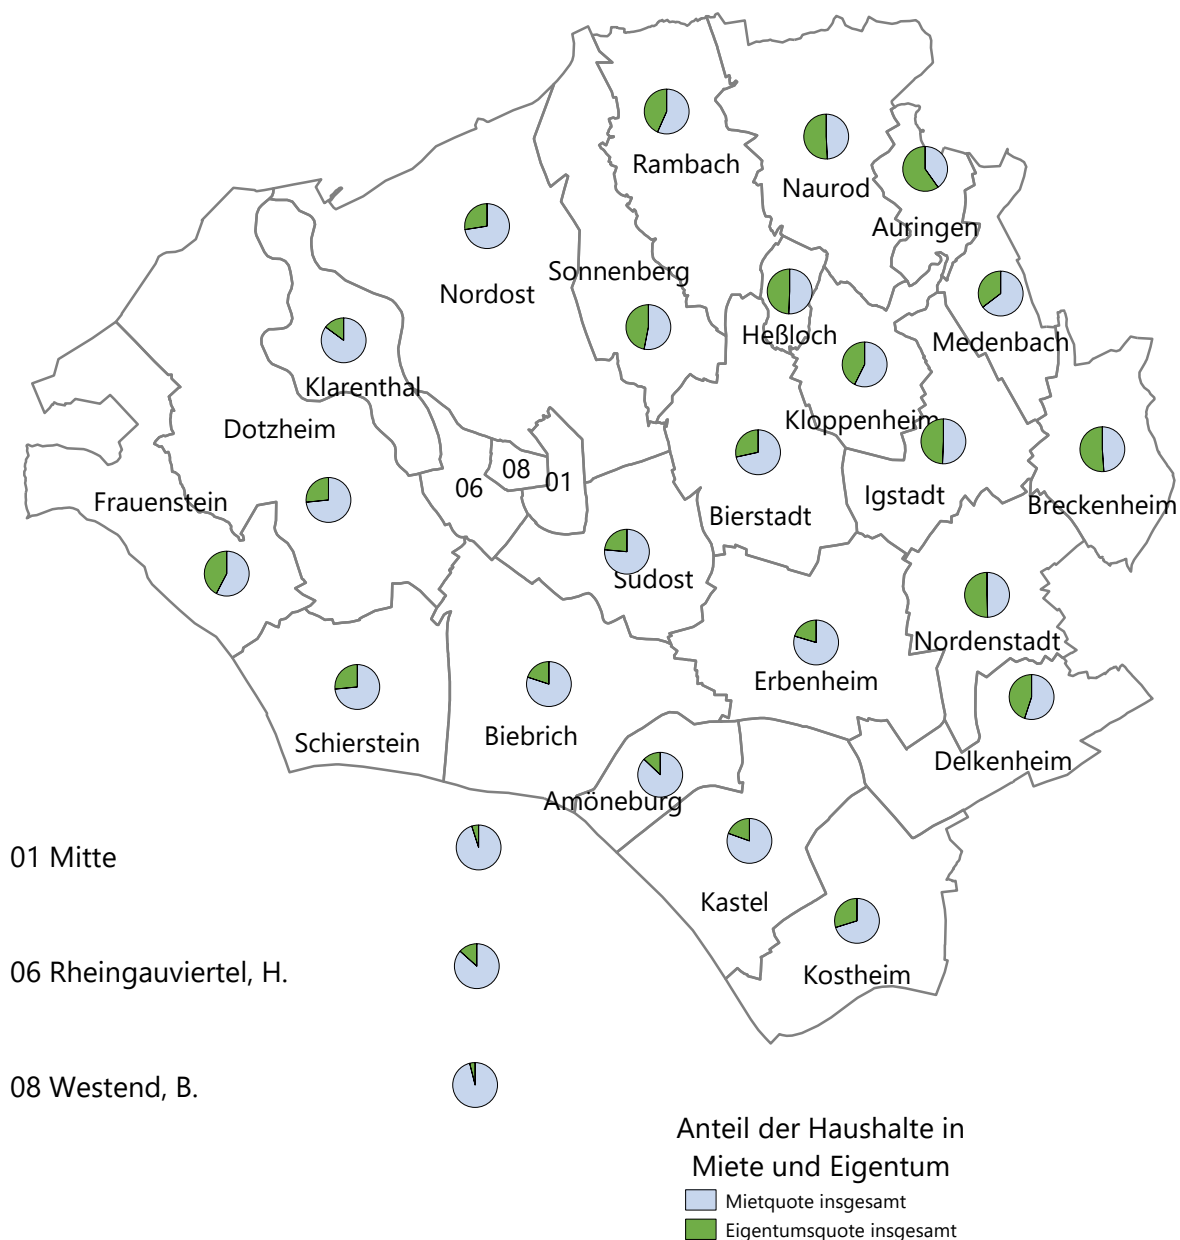 Rambach
Naurod
Auringen
Sonnenberg
Nordost
Heßloch
Medenbach
Klarenthal
Kloppenheim
Dotzheim
08
06
01
Igstadt
Frauenstein
Bierstadt
Breckenheim
Südost
Nordenstadt
Erbenheim
Schierstein
Biebrich
Delkenheim
Amöneburg
01 Mitte
Kastel
06 Rheingauviertel, H.
Kostheim
08 Westend, B.
Anteil der Haushalte in
Miete und Eigentum
Mietquote insgesamt
Eigentumsquote insgesamt